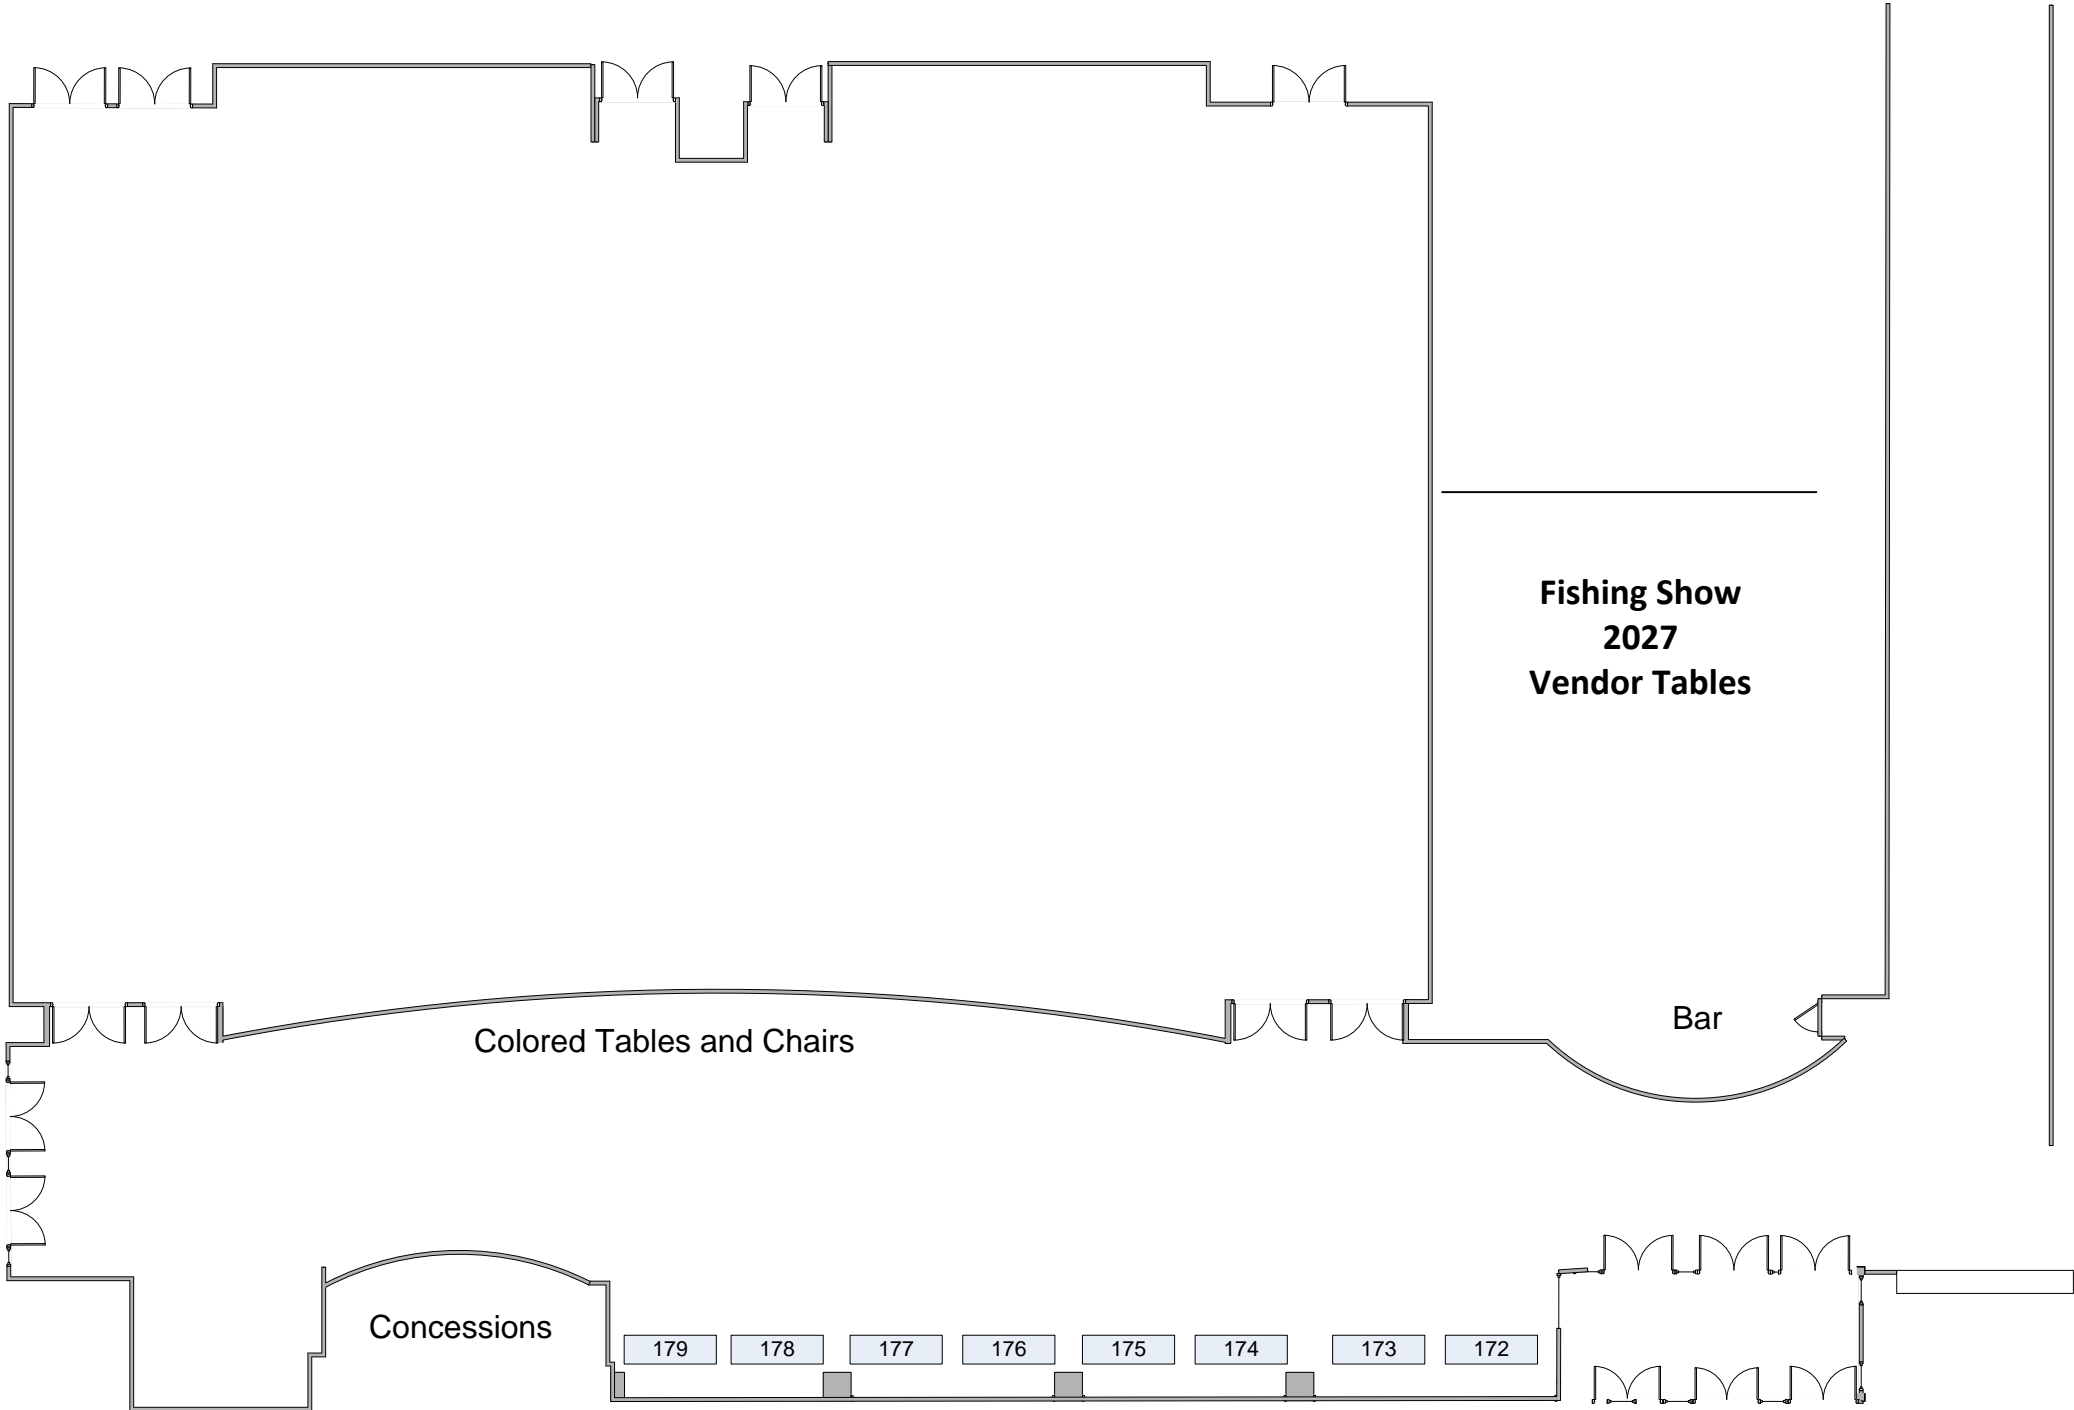 Fishing Show
2027
Vendor Tables
Bar
Colored Tables and Chairs
Concessions
179 178 177 176 175 174 173 172